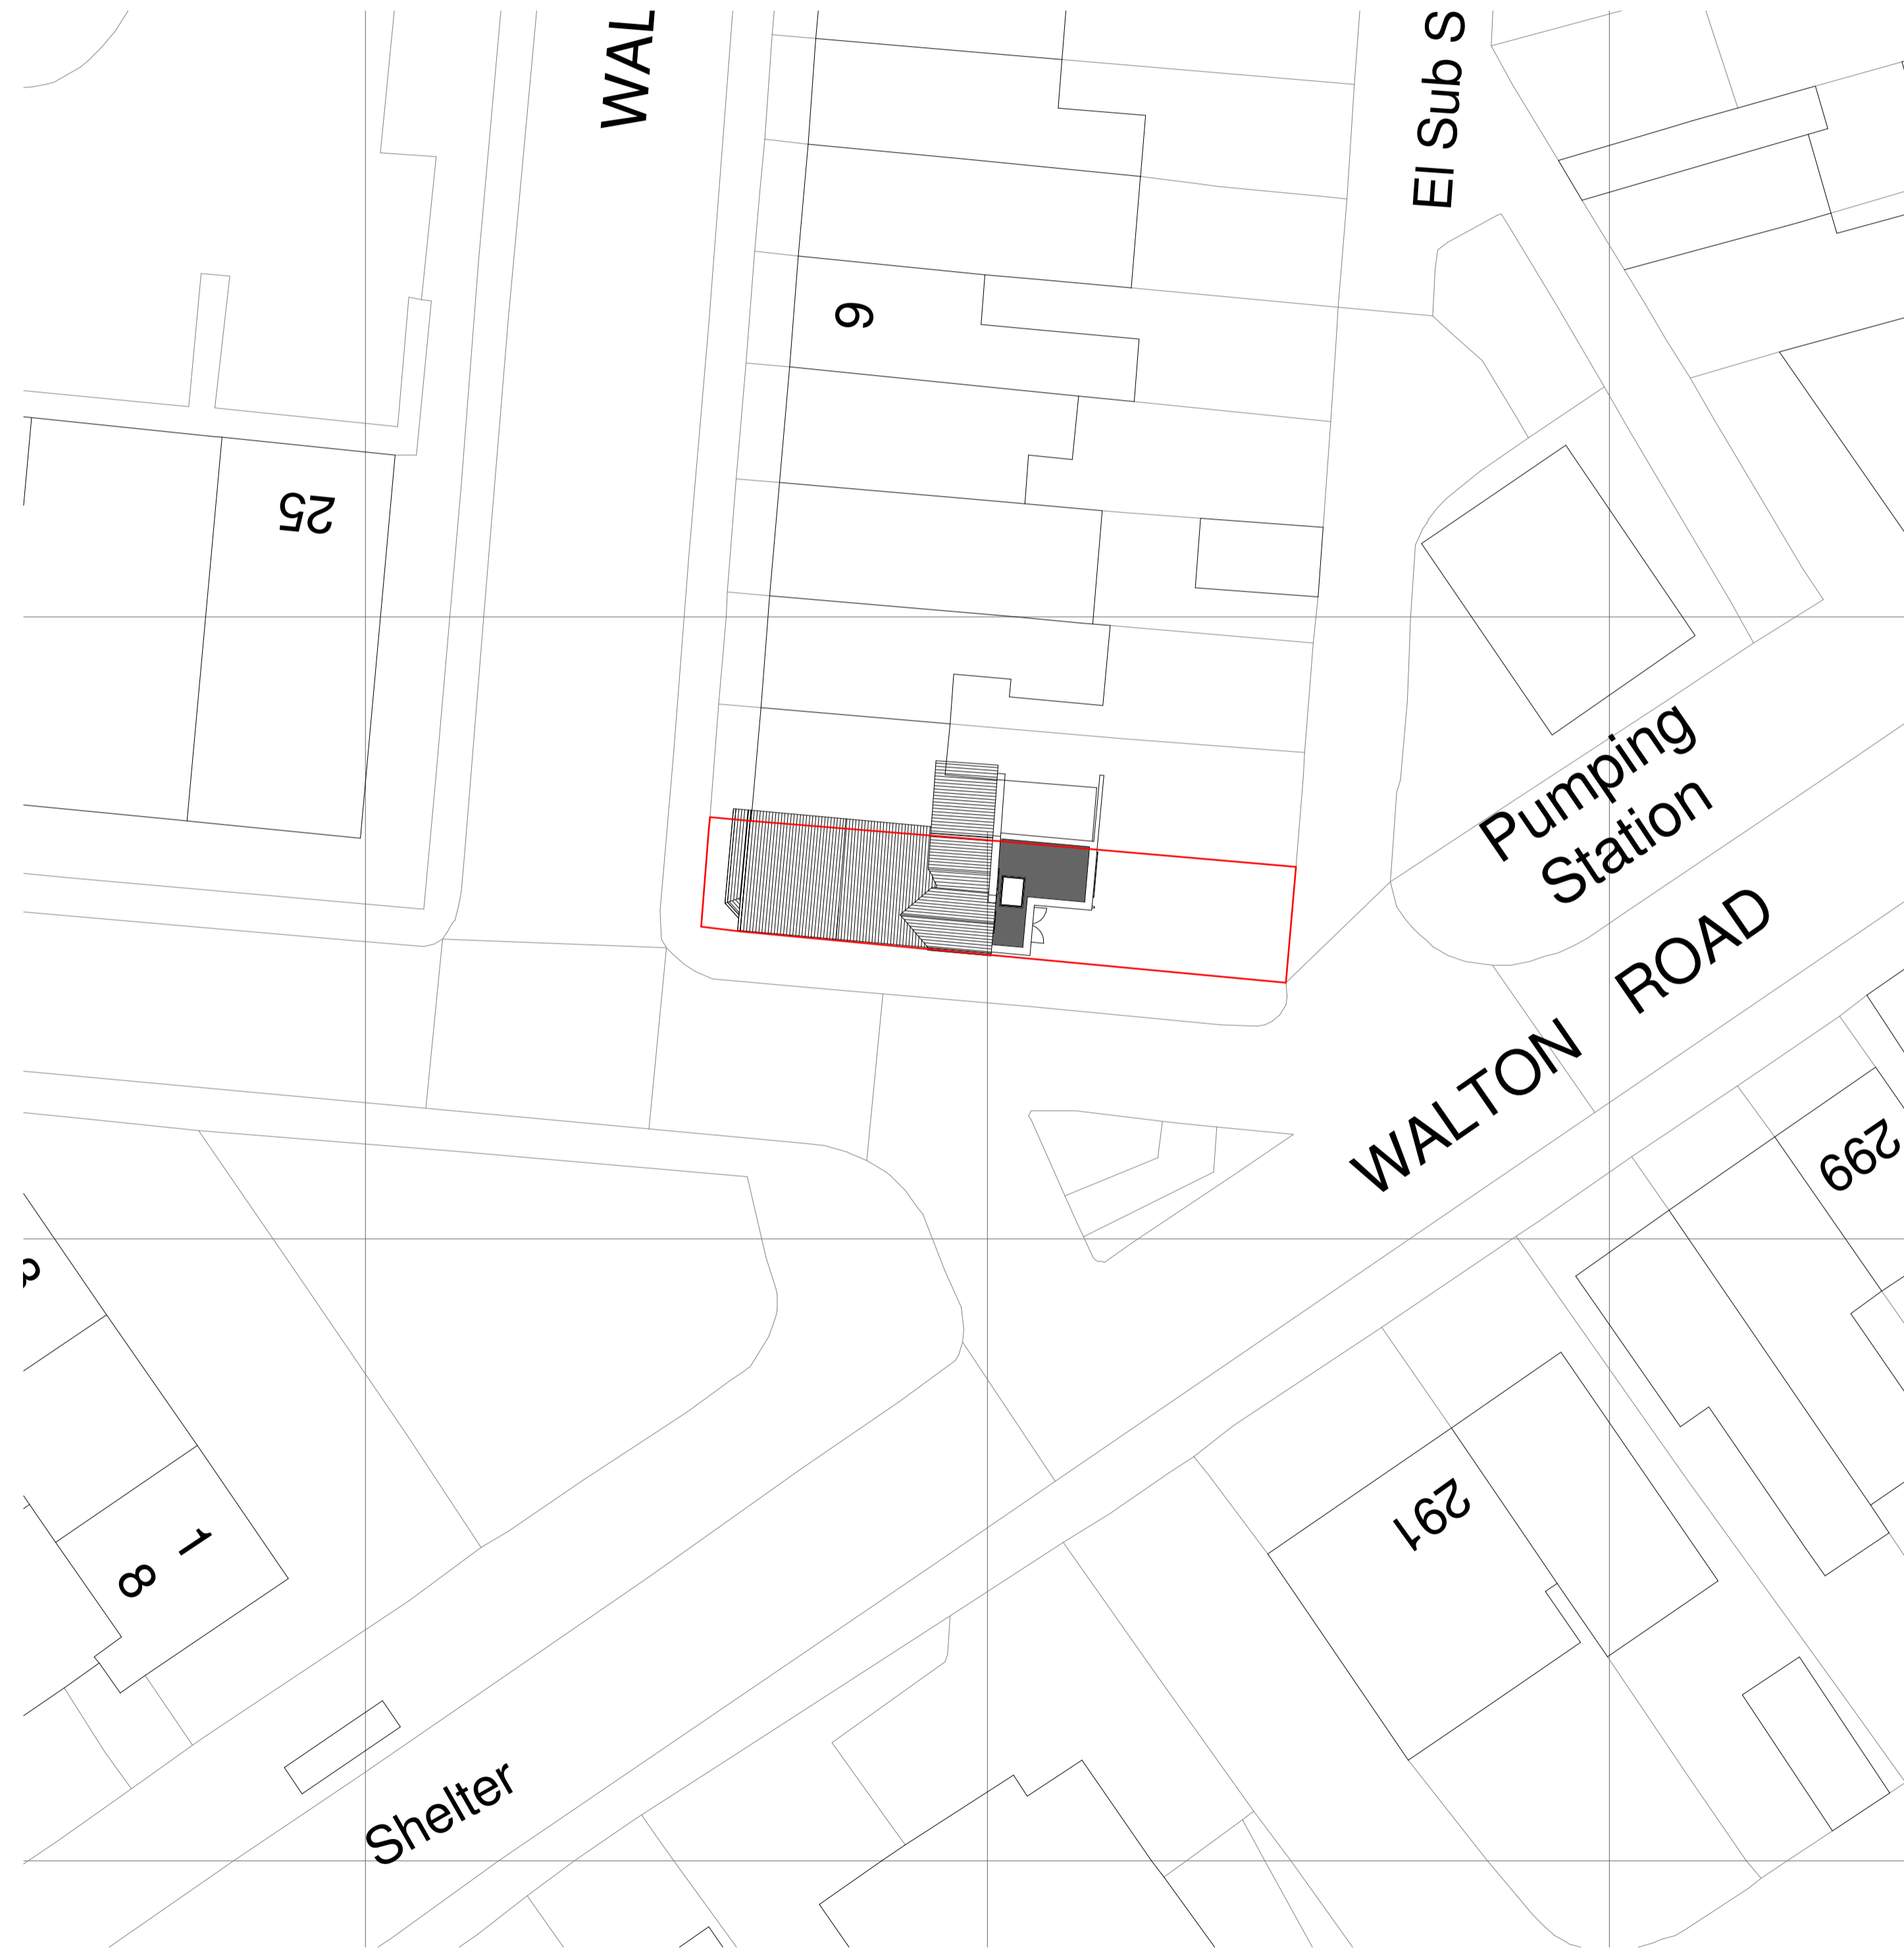 WAL
El Sub S
9
25
Pumping
Station
WALTON ROAD
299
291
1
8
Shelter